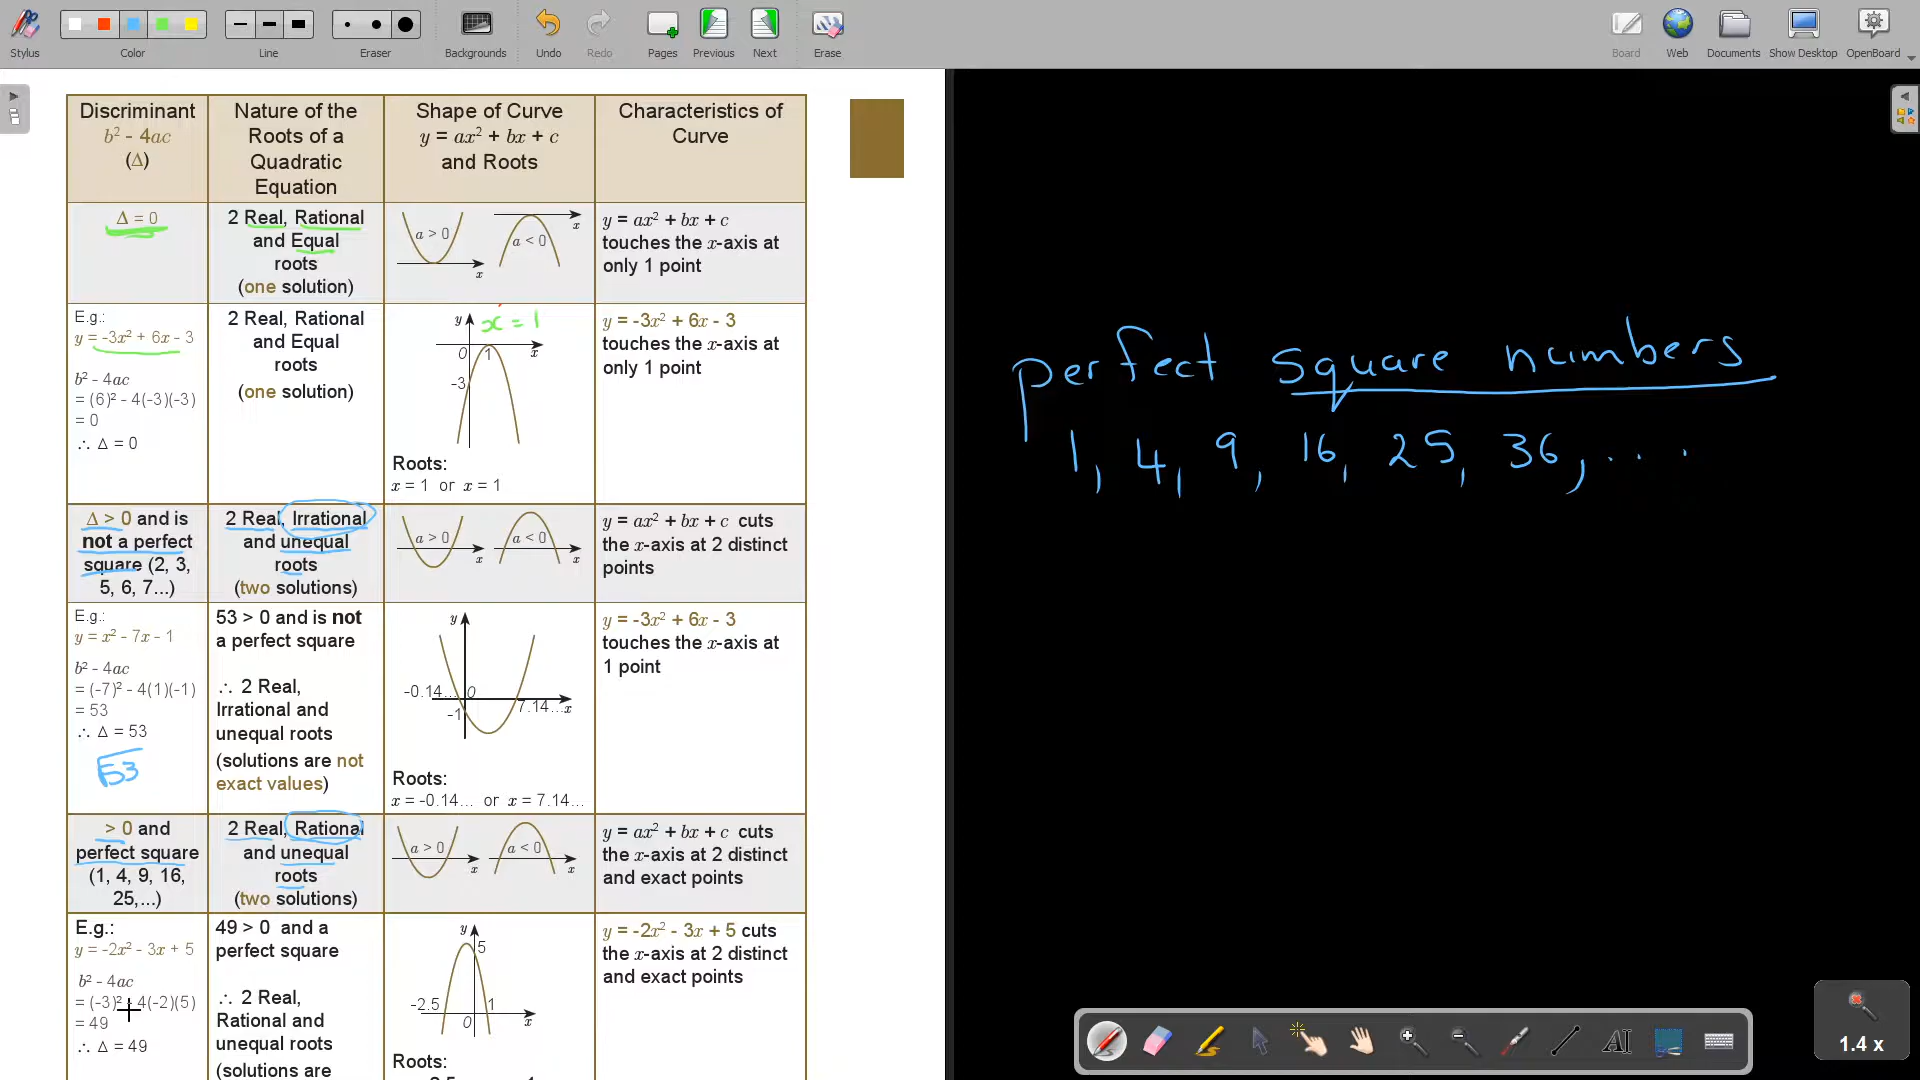 Stylus
Color
Line
Eraser
Backgrounds
Undo
Redo
Pages
Previous
Next
Erase
Board
Web
Documents
Show Desktop
OpenBoard
Discriminant
b² - 4ac
(Δ)
Nature of the
Roots of a
Quadratic
Equation
Shape of Curve
y = ax² + bx + c
and Roots
Characteristics of
Curve
Δ = 0
2 Real, Rational
and Equal
roots
(one solution)
a > 0
x
a < 0
x
y = ax² + bx + c
touches the x-axis at
only 1 point
E.g.:
y = -3x² + 6x - 3
b² - 4ac
= (6)² - 4(-3)(-3)
= 0
∴ Δ = 0
2 Real, Rational
and Equal
roots
(one solution)
y
x = 1
0
1
x
-3
Roots:
x = 1 or x = 1
y = -3x² + 6x - 3
touches the x-axis at
only 1 point
Δ > 0 and is
not a perfect
square (2, 3,
5, 6, 7...)
2 Real, Irrational
and unequal
roots
(two solutions)
a > 0
x
a < 0
x
y = ax² + bx + c cuts
the x-axis at 2 distinct
points
E.g.:
y = x² - 7x - 1
b² - 4ac
= (-7)² - 4(1)(-1)
= 53
∴ Δ = 53
√53
53 > 0 and is not
a perfect square
∴ 2 Real,
Irrational and
unequal roots
(solutions are not
exact values)
y
-0.14...
0
-1
7.14...
x
Roots:
x = -0.14... or x = 7.14...
y = -3x² + 6x - 3
touches the x-axis at
1 point
> 0 and
perfect square
(1, 4, 9, 16,
25,...)
2 Real, Rational
and unequal
roots
(two solutions)
a > 0
x
a < 0
x
y = ax² + bx + c cuts
the x-axis at 2 distinct
and exact points
E.g.:
y = -2x² - 3x + 5
b² - 4ac
= (-3)² - 4(-2)(5)
= 49
∴ Δ = 49
49 > 0 and a
perfect square
∴ 2 Real,
Rational and
unequal roots
(solutions are
y
5
-2.5
1
0
x
Roots:
y = -2x² - 3x + 5 cuts
the x-axis at 2 distinct
and exact points
perfect square numbers
1, 4, 9, 16, 25, 36, ....
AI
1.4 x